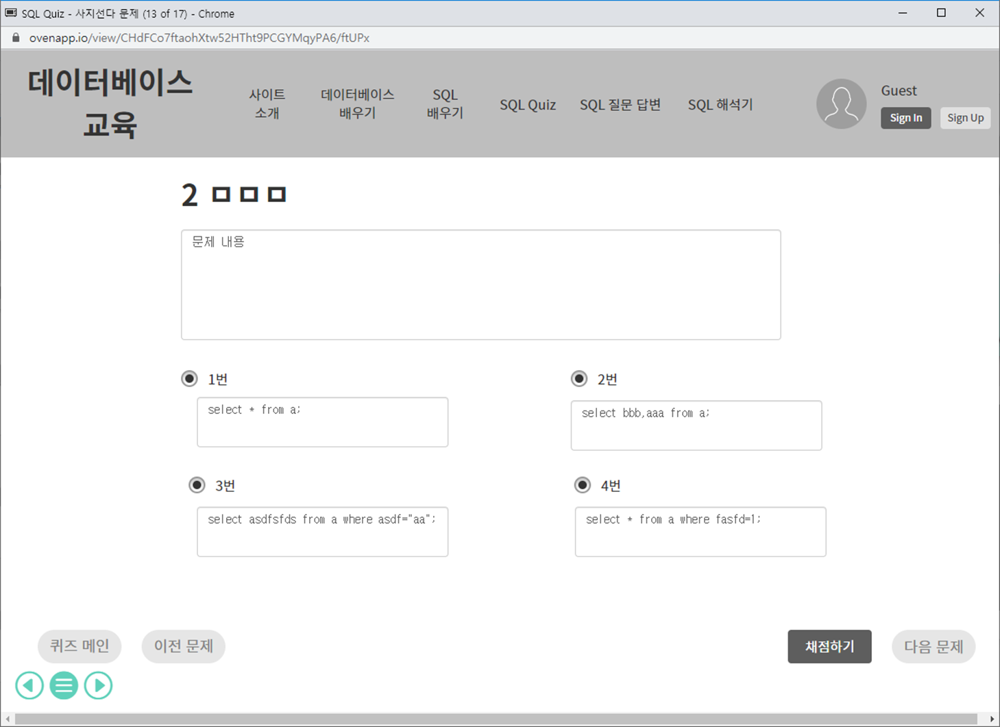 SQL Quiz - 사지선다 문제 (13 of 17) - Chrome
ovenapp.io/view/CHdFCo7ftaohXtw52HTht9PCGYMqyPA6/ftUPx
데이터베이스
교육
사이트
소개
데이터베이스
배우기
SQL
배우기
SQL Quiz
SQL 질문 답변
SQL 해석기
Guest
Sign In
Sign Up
2 ㅁㅁㅁ
문제 내용
1번
select * from a;
2번
select bbb,aaa from a;
3번
select asdfsfds from a where asdf="aa";
4번
select * from a where fasfd=1;
퀴즈 메인
이전 문제
채점하기
다음 문제